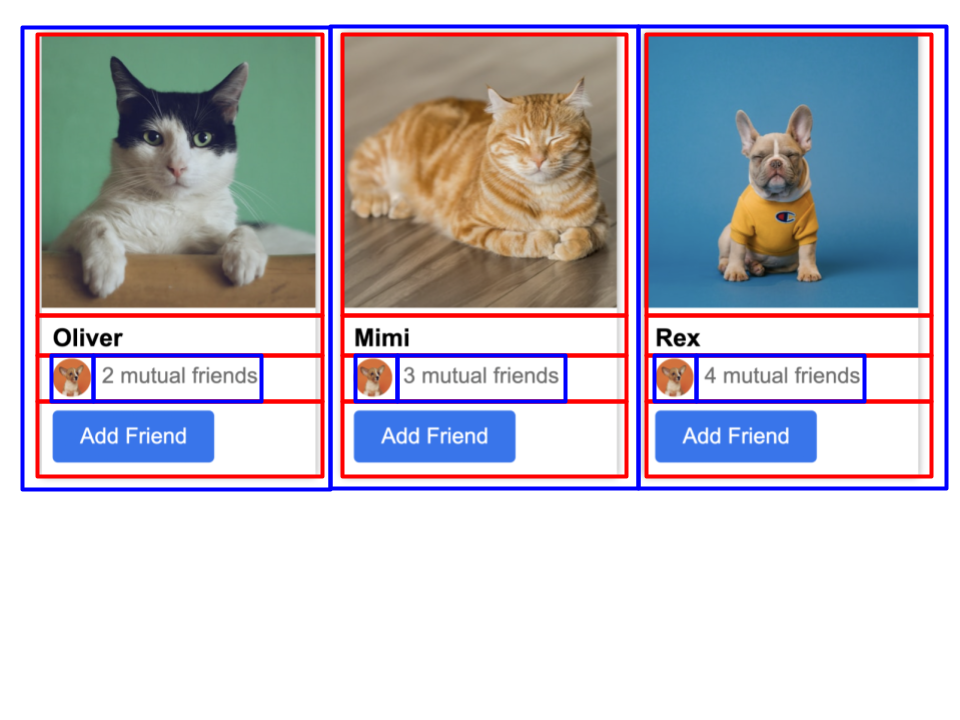 Oliver
2 mutual friends
Add Friend
Mimi
3 mutual friends
Add Friend
Rex
4 mutual friends
Add Friend